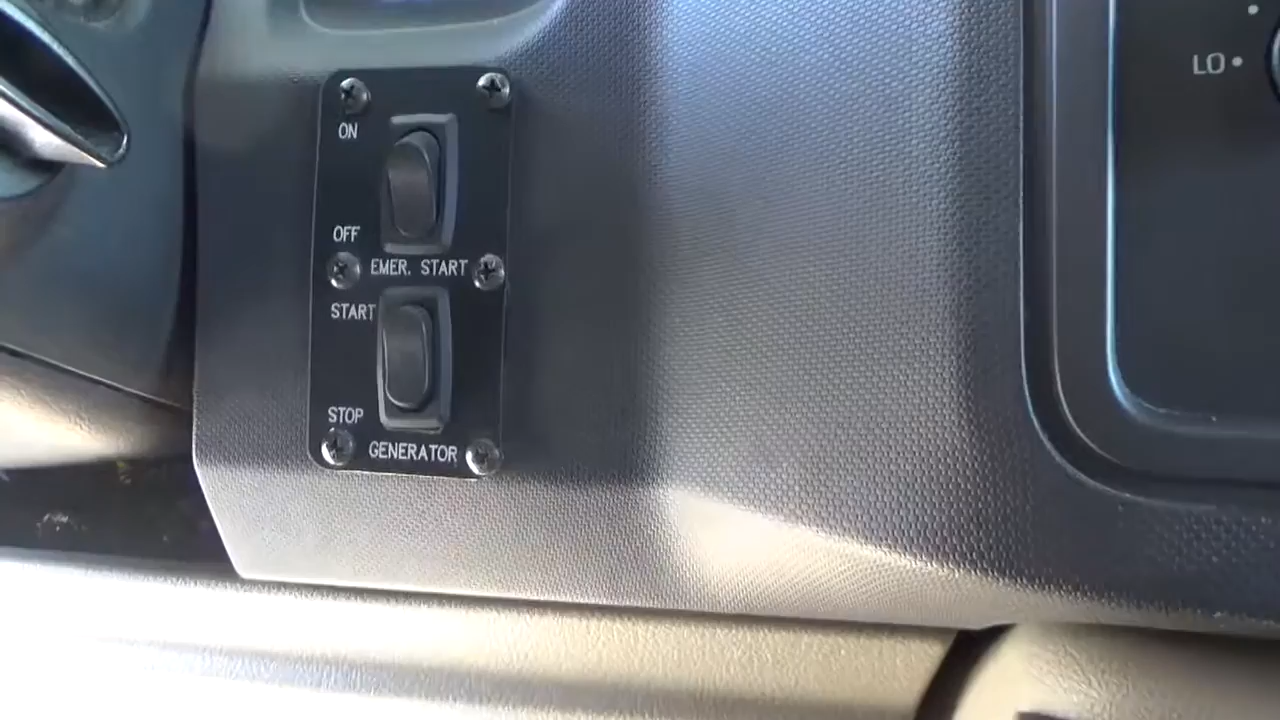 ON
OFF
EMER. START
START
STOP
GENERATOR
LO